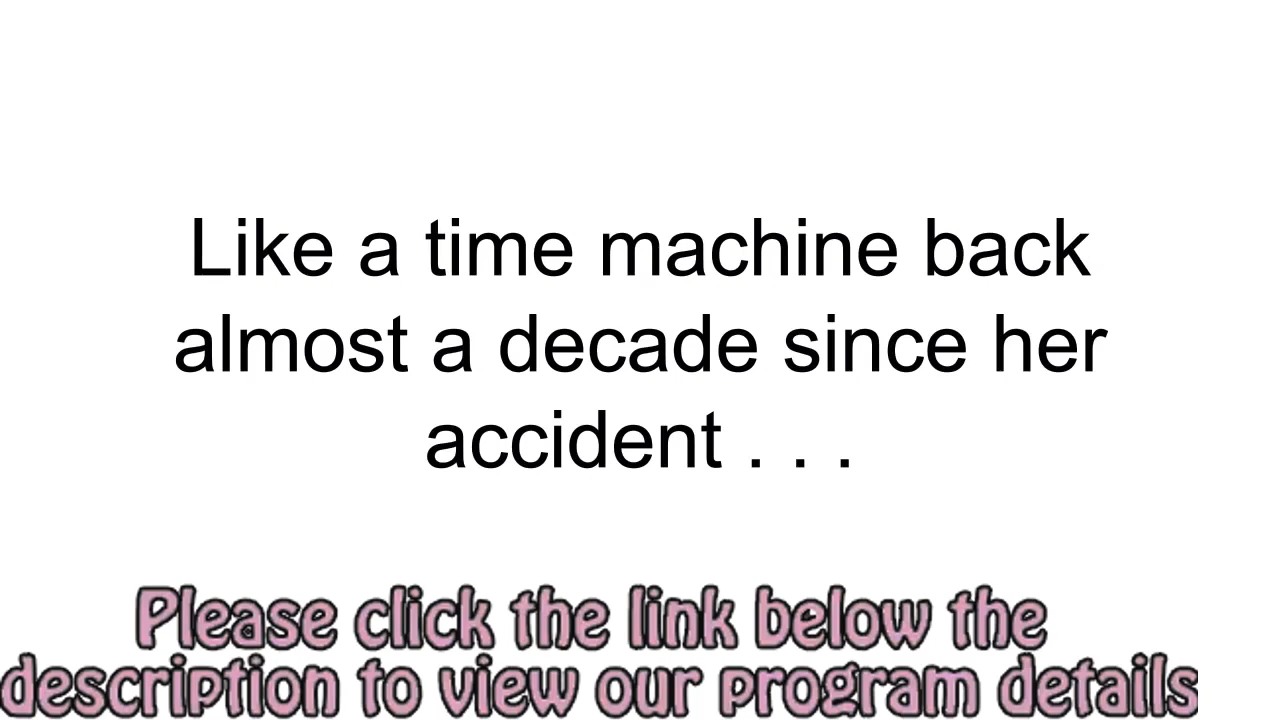 Like a time machine back
almost a decade since her
accident . . .
Please click the link below the
description to view our program details